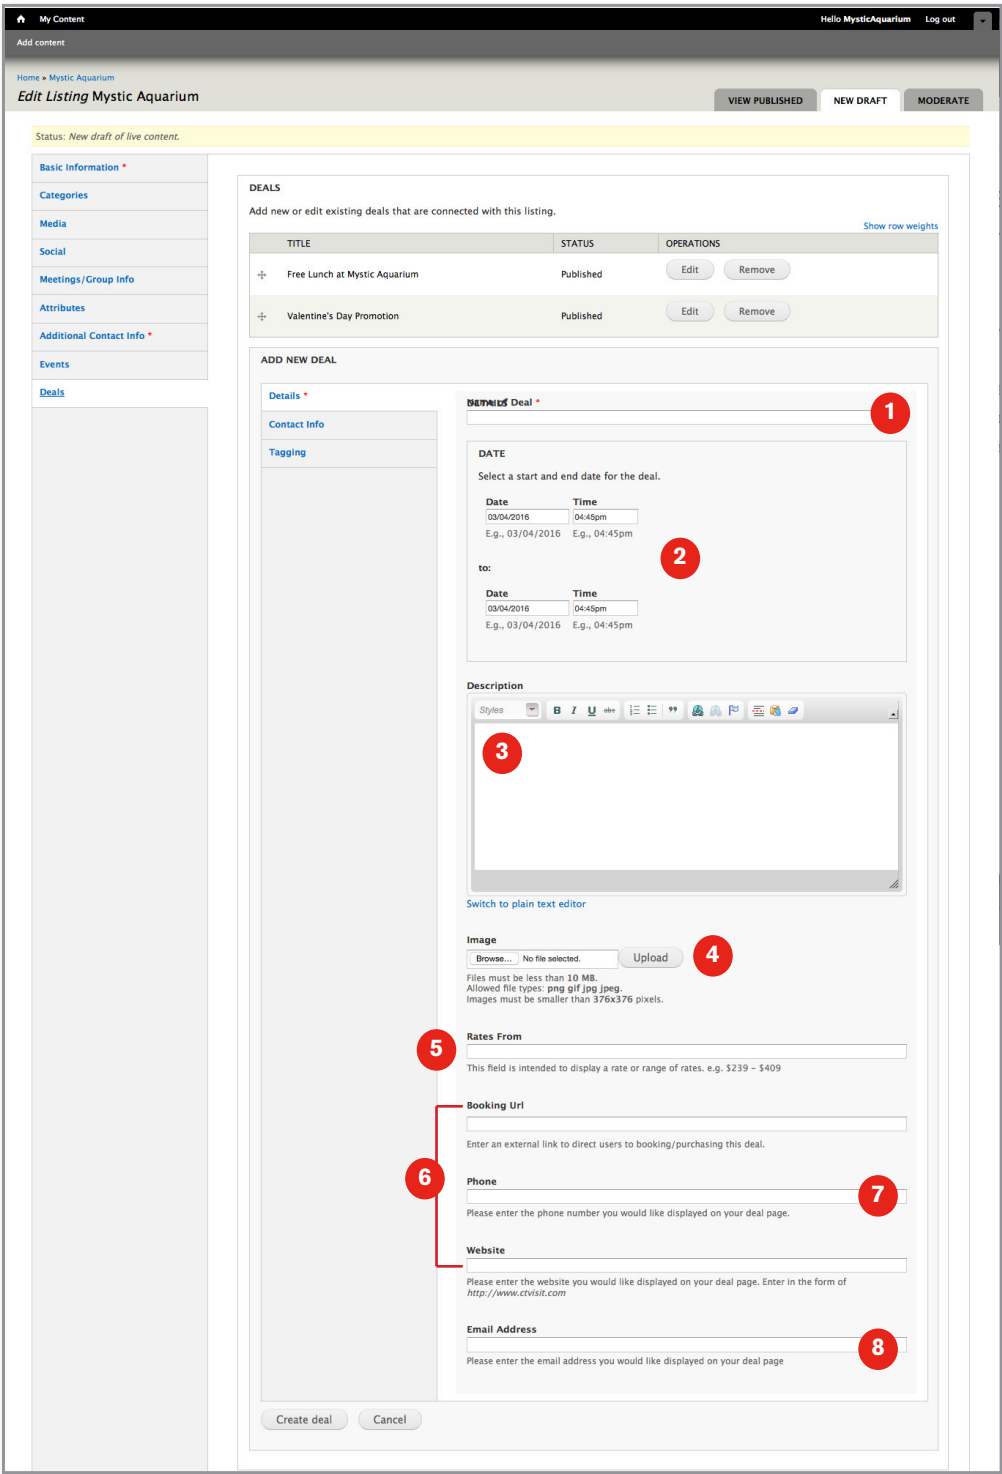 My Content
Hello MysticAquarium Log out
Add content
Home » Mystic Aquarium
Edit Listing Mystic Aquarium
VIEW PUBLISHED NEW DRAFT MODERATE
Status: New draft of live content.
Basic Information *
Categories
Media
Social
Meetings/Group Info
Attributes
Additional Contact Info *
Events
Deals
DEALS
Add new or edit existing deals that are connected with this listing.
Show row weights
TITLE STATUS OPERATIONS
Free Lunch at Mystic Aquarium Published Edit Remove
Valentine's Day Promotion Published Edit Remove
ADD NEW DEAL
Details *
Contact Info
Tagging
Deal *
1
DATE
Select a start and end date for the deal.
Date Time
03/04/2016 04:45pm
E.g., 03/04/2016 E.g., 04:45pm
2
to:
Date Time
03/04/2016 04:45pm
E.g., 03/04/2016 E.g., 04:45pm
Description
Styles B I U abc
3
Switch to plain text editor
Image
Browse... No file selected. Upload
4
Files must be less than 10 MB.
Allowed file types: png gif jpg jpeg.
Images must be smaller than 376x376 pixels.
5
Rates From
This field is intended to display a rate or range of rates. e.g. $239 - $409
Booking Url
Enter an external link to direct users to booking/purchasing this deal.
6
Phone
7
Please enter the phone number you would like displayed on your deal page.
Website
Please enter the website you would like displayed on your deal page. Enter in the form of
http://www.ctvisit.com
Email Address
8
Please enter the email address you would like displayed on your deal page
Create deal Cancel